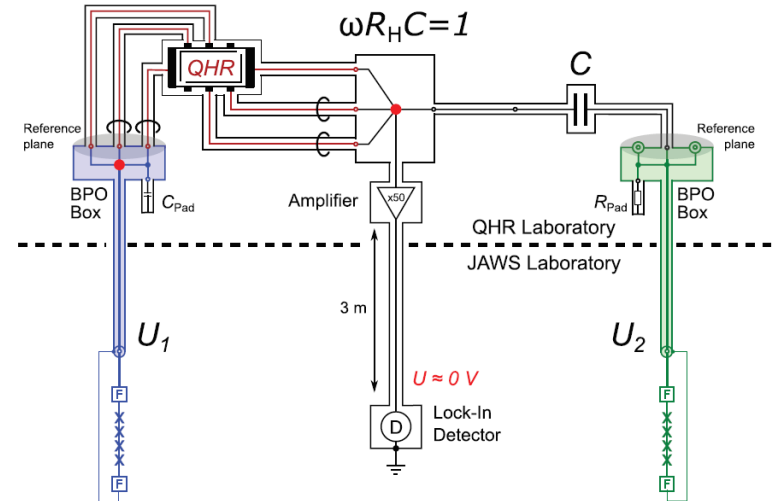 ωR_HC=1
QHR
C
Reference
plane
Reference
plane
BPO
Box
C_Pad
Amplifier
x50
R_Pad
BPO
Box
QHR Laboratory
JAWS Laboratory
3 m
U_1
U_2
U ≈ 0 V
F
F
D
Lock-In
Detector
F
F